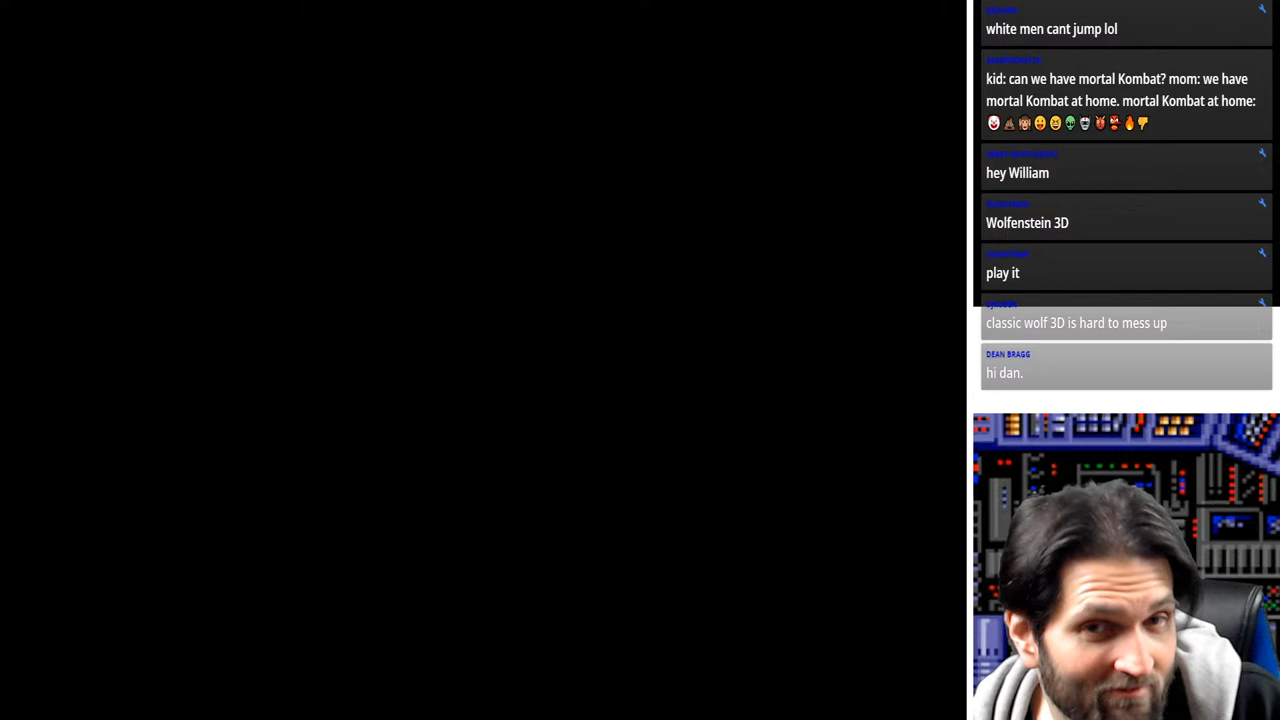 white men cant jump lol
kid: can we have mortal Kombat? mom: we have
mortal Kombat at home. mortal Kombat at home:
🤡💩🙉😛😆👽🤖👹👺🔥👎
hey William
Wolfenstein 3D
play it
classic wolf 3D is hard to mess up
DEAN BRAGG
hi dan.